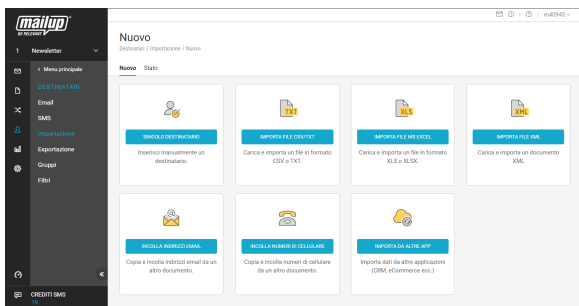 mailup
BE RELEVANT
m40945
1 Newsletter
Menu principale
DESTINATARI
Email
SMS
Importazione
Esportazione
Gruppi
Filtri
CREDITI SMS
19
Nuovo
Destinatari / Importazione / Nuovo
Nuovo Stato
TXT
XLS
XML
SINGOLO DESTINATARIO
IMPORTA FILE CSV/TXT
IMPORTA FILE MS EXCEL
IMPORTA FILE XML
Inserisci manualmente un
destinatario.
Carica e importa un file in formato
CSV o TXT.
Carica e importa un file in formato
XLS o XLSX.
Carica e importa un documento
XML.
INCOLLA INDIRIZZI EMAIL
INCOLLA NUMERI DI CELLULARE
IMPORTA DA ALTRE APP
Copia e incolla indirizzi email da un
altro documento.
Copia e incolla numeri di cellulare
da un altro documento.
Importa dati da altre applicazioni
(CRM, eCommerce ecc.)